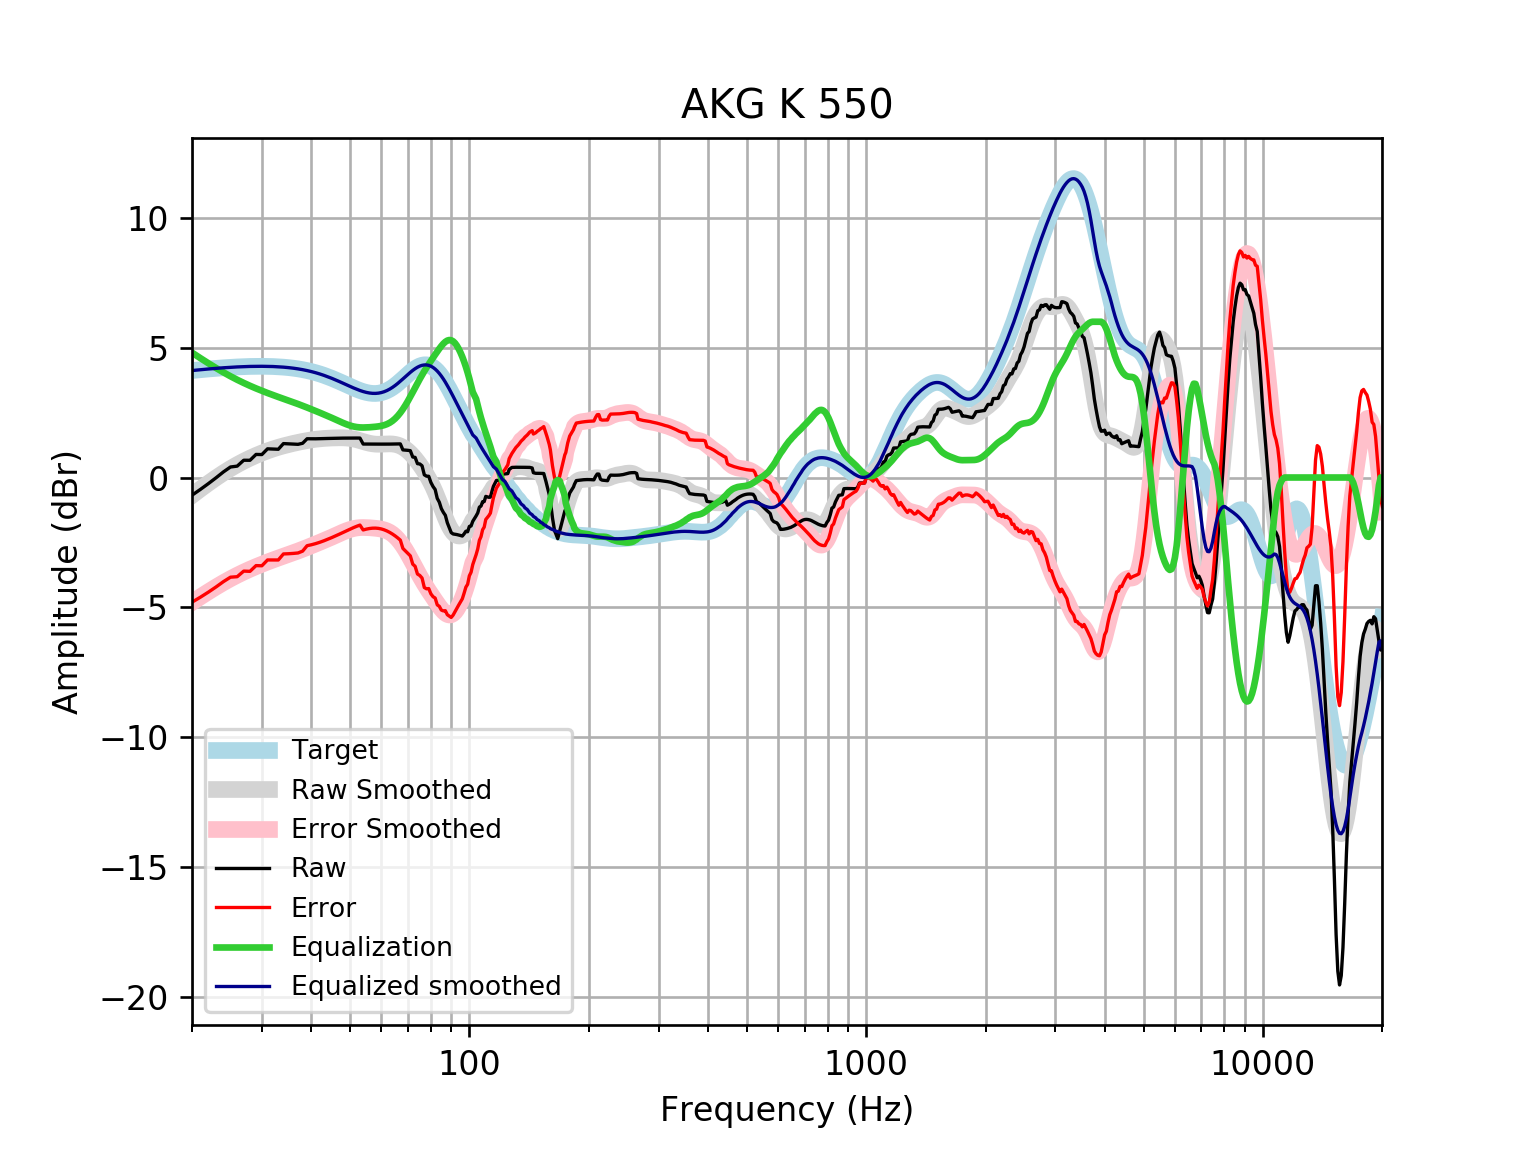 AKG K 550
Amplitude (dBr)
10
5
0
−5
−10
−15
−20
Target
Raw Smoothed
Error Smoothed
Raw
Error
Equalization
Equalized smoothed
100
1000
10000
Frequency (Hz)